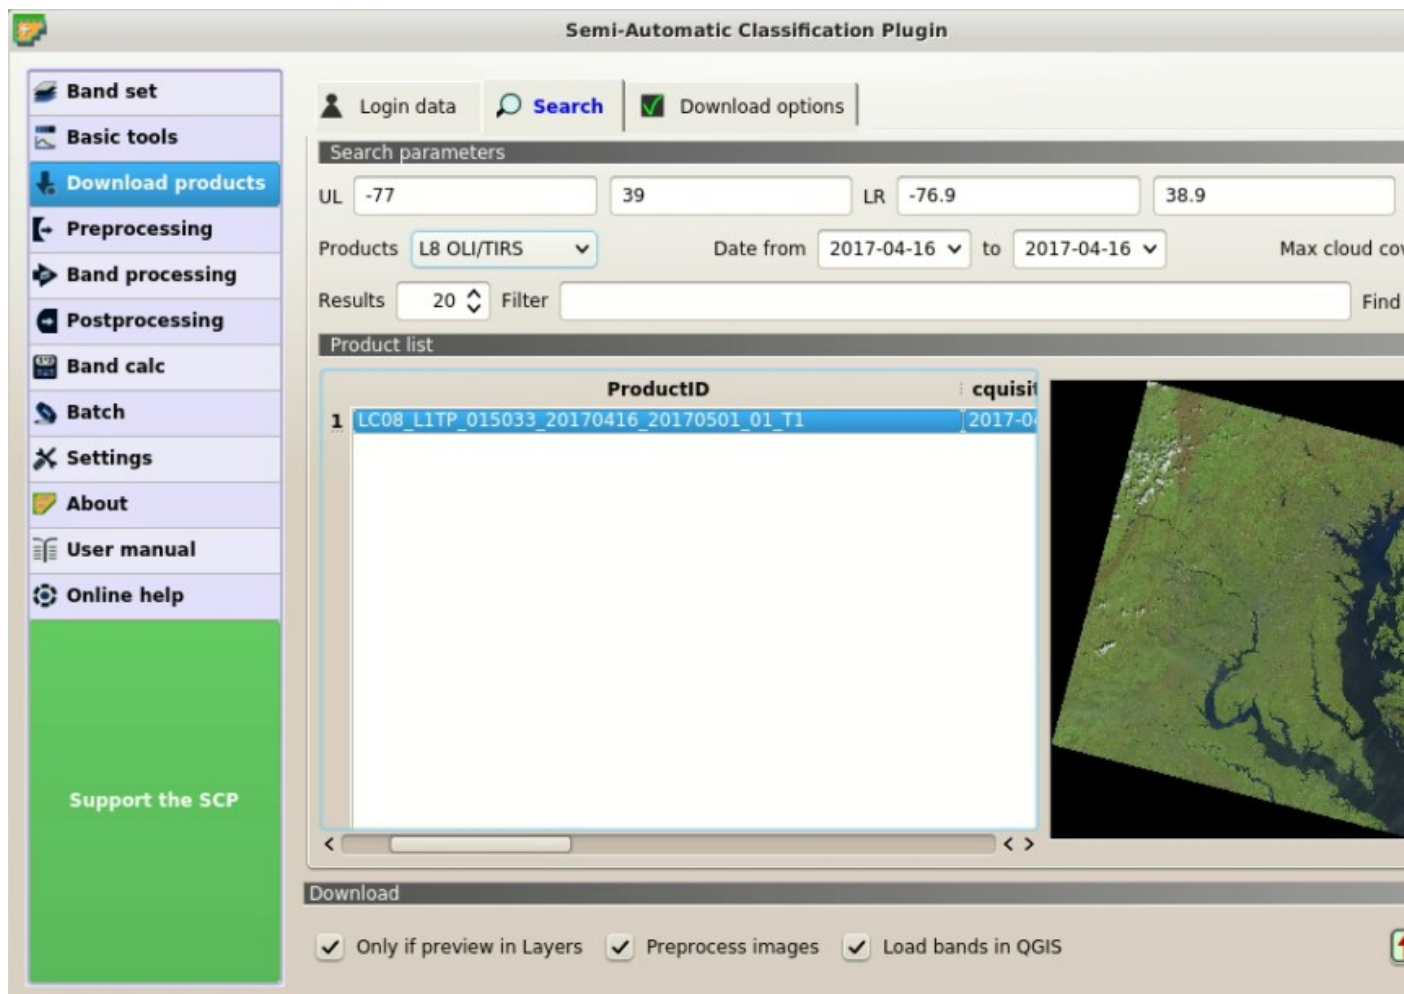 Semi-Automatic Classification Plugin
Band set
Basic tools
Download products
Preprocessing
Band processing
Postprocessing
Band calc
Batch
Settings
About
User manual
Online help
Support the SCP
Login data Search Download options
Search parameters
UL -77 39 LR -76.9 38.9
Products L8 OLI/TIRS Date from 2017-04-16 to 2017-04-16 Max cloud cov
Results 20 Filter Find
Product list
ProductID cquisit
1 LC08_L1TP_015033_20170416_20170501_01_T1 2017-04
Download
Only if preview in Layers Preprocess images Load bands in QGIS